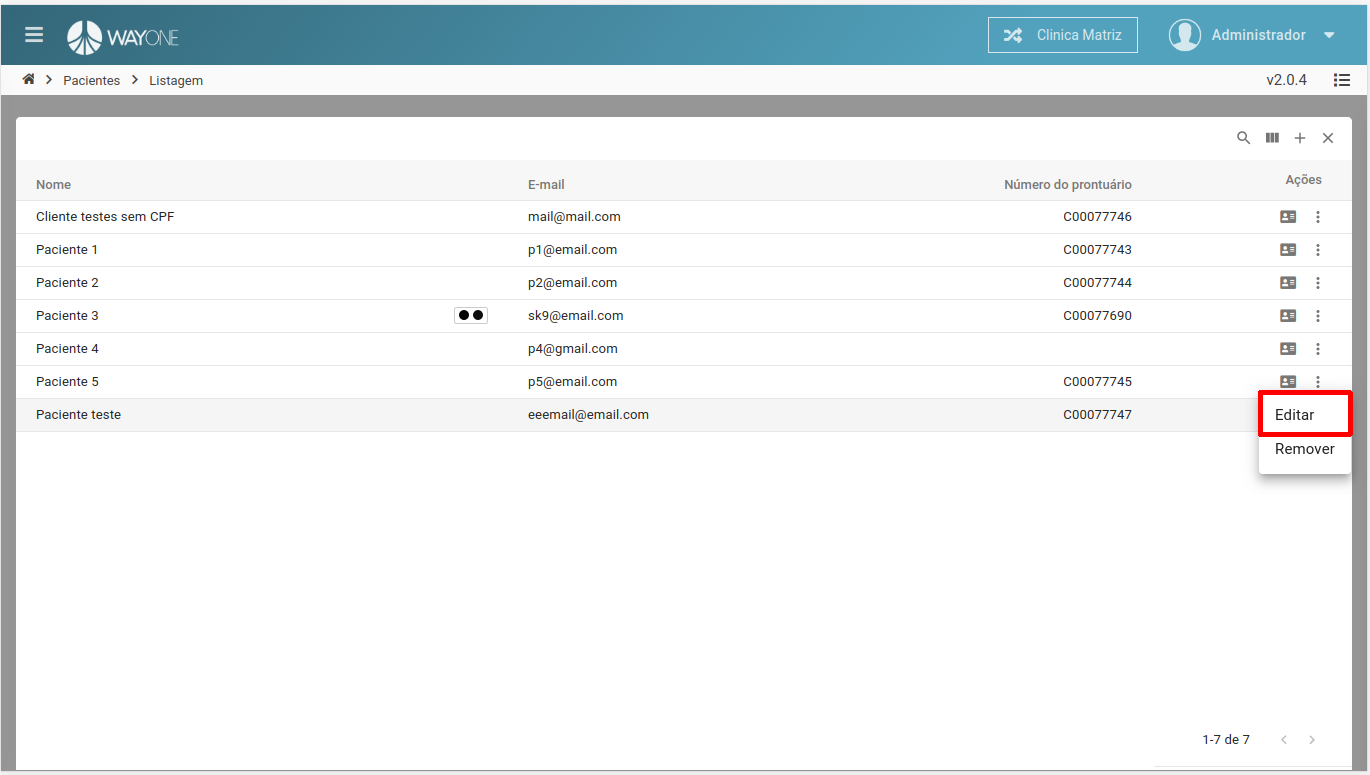 WAYONE
Clinica Matriz
Administrador
Pacientes
Listagem
v2.0.4
Nome E-mail Número do prontuário Ações
Cliente testes sem CPF mail@mail.com C00077746
Paciente 1 p1@email.com C00077743
Paciente 2 p2@email.com C00077744
Paciente 3 sk9@email.com C00077690
Paciente 4 p4@gmail.com
Paciente 5 p5@email.com C00077745
Paciente teste eeemail@email.com C00077747
Editar
Remover
1-7 de 7